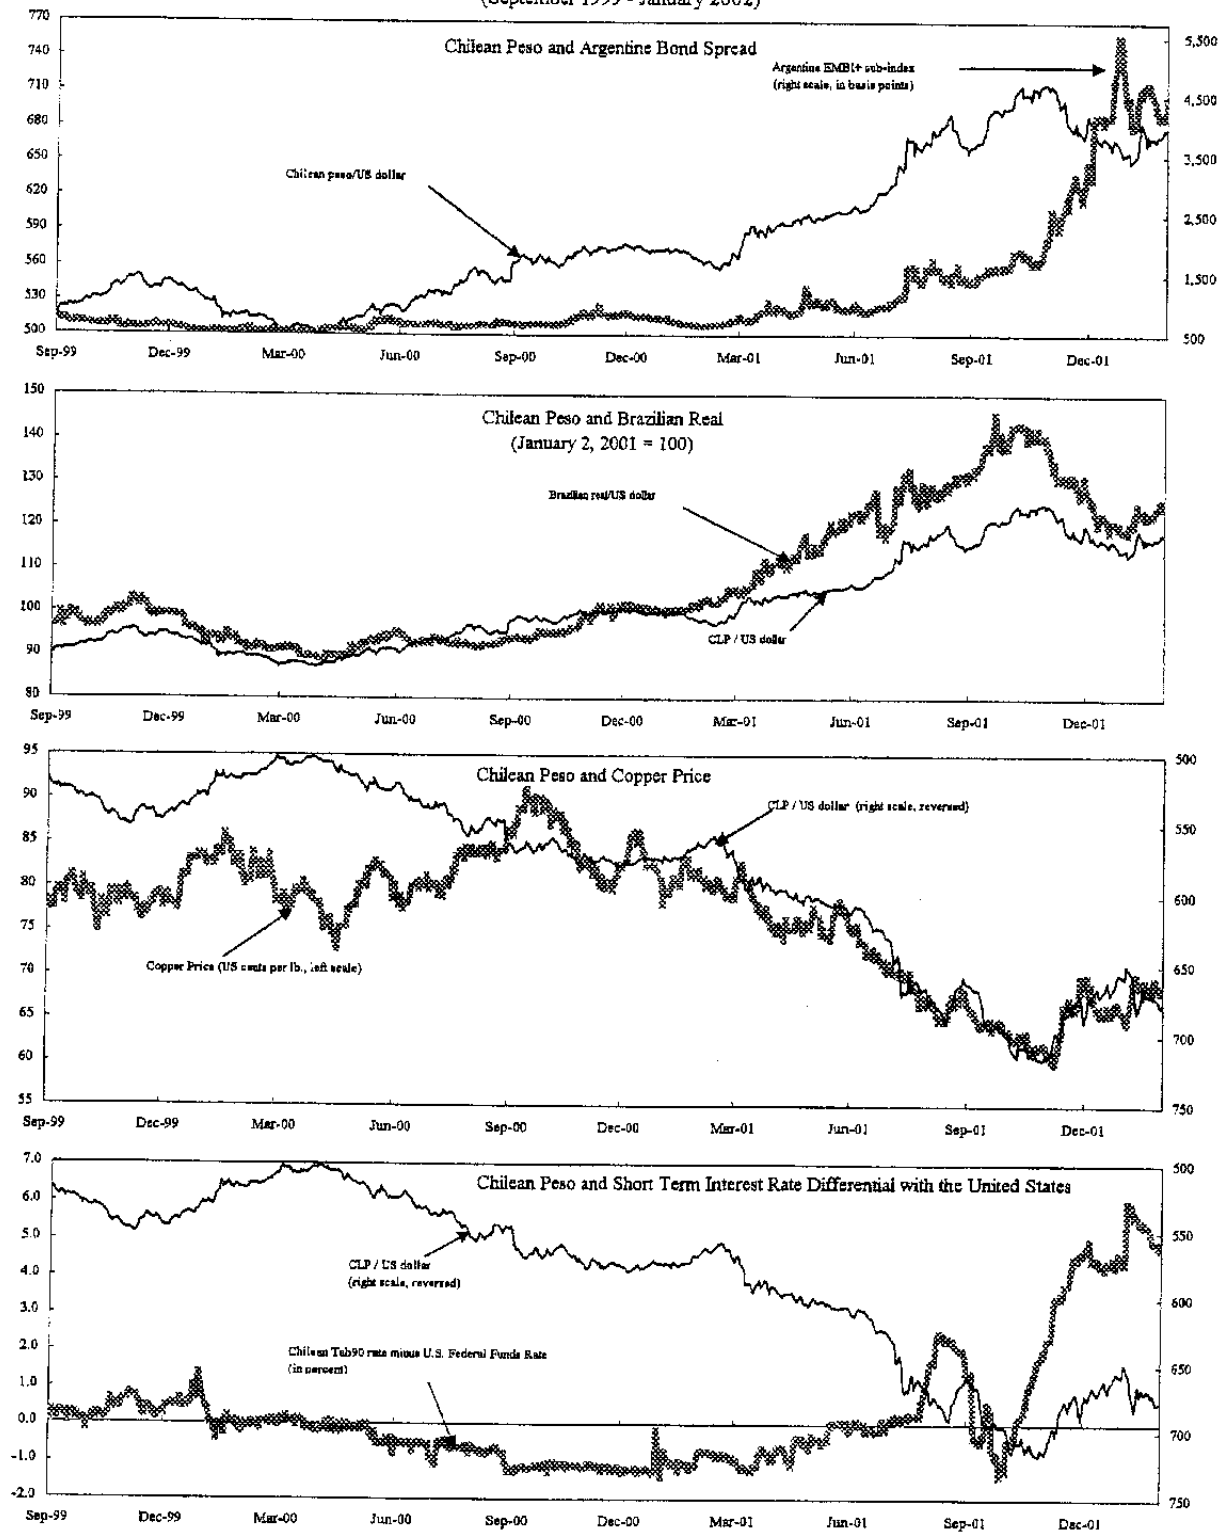 (September 1999 - January 2002)
Chilean Peso and Argentine Bond Spread
Argentine EMBI+ sub-index
(right scale, in basis points)
Chilean peso/US dollar
770
740
710
680
650
620
590
560
530
500
5,500
4,500
3,500
2,500
1,500
500
Sep-99 Dec-99 Mar-00 Jun-00 Sep-00 Dec-00 Mar-01 Jun-01 Sep-01 Dec-01
Chilean Peso and Brazilian Real
(January 2, 2001 = 100)
Brazilian real/US dollar
CLP / US dollar
150
140
130
120
110
100
90
80
Sep-99 Dec-99 Mar-00 Jun-00 Sep-00 Dec-00 Mar-01 Jun-01 Sep-01 Dec-01
Chilean Peso and Copper Price
CLP / US dollar (right scale, reversed)
Copper Price (US cents per lb., left scale)
95
90
85
80
75
70
65
60
55
500
550
600
650
700
750
Sep-99 Dec-99 Mar-00 Jun-00 Sep-00 Dec-00 Mar-01 Jun-01 Sep-01 Dec-01
Chilean Peso and Short Term Interest Rate Differential with the United States
CLP / US dollar
(right scale, reversed)
Chilean Tab90 rate minus U.S. Federal Funds Rate
(in percent)
7.0
6.0
5.0
4.0
3.0
2.0
1.0
0.0
-1.0
-2.0
500
550
600
650
700
750
Sep-99 Dec-99 Mar-00 Jun-00 Sep-00 Dec-00 Mar-01 Jun-01 Sep-01 Dec-01